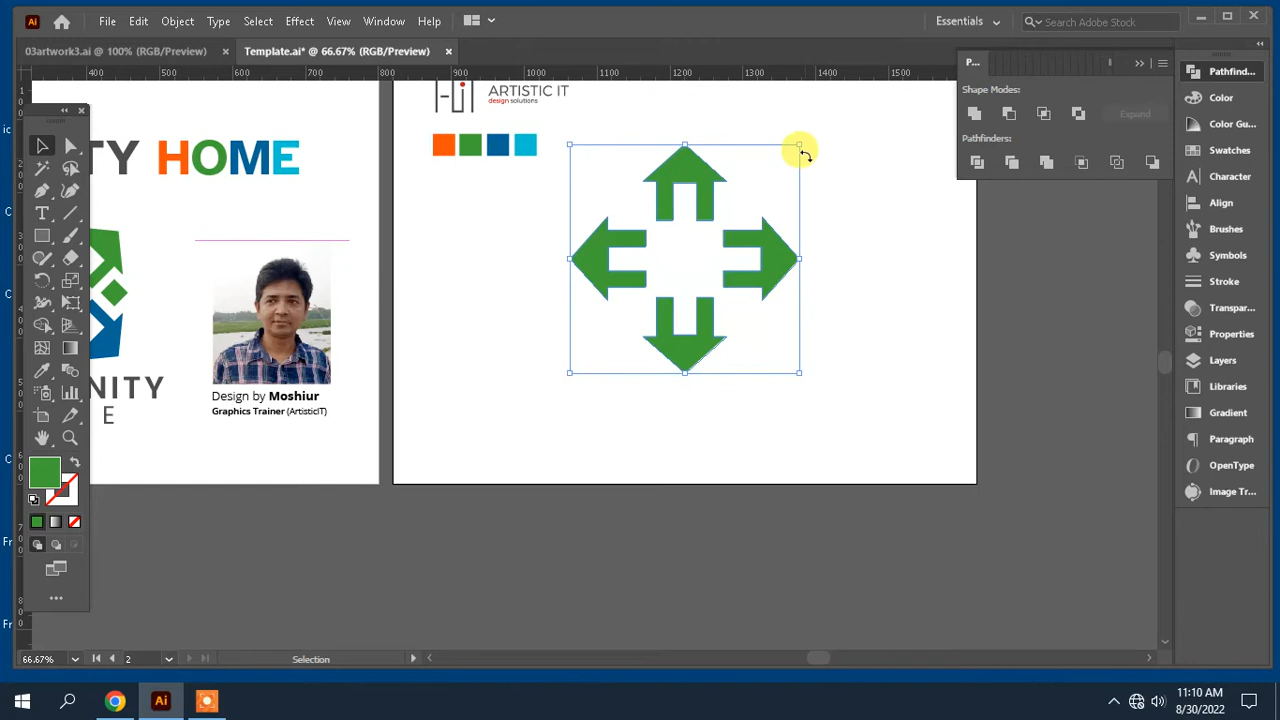 Ai File Edit Object Type Select Effect View Window Help Essentials Search Adobe Stock
03artwork3.ai @ 100% (RGB/Preview) × Template.ai* @ 66.67% (RGB/Preview) ×
400 500 600 700 800 900 1000 1100 1200 1300 1400 1500
P...
Shape Modes:
Expand
Pathfinders:
Pathfind...
Color
Color Gu...
Swatches
Character
Align
Brushes
Symbols
Stroke
Transpar...
Properties
Layers
Libraries
Gradient
Paragraph
OpenType
Image Tr...
ARTISTIC IT
design solutions
TY HOME
NITY
E
Design by Moshiur
Graphics Trainer (ArtisticIT)
66.67% 2 Selection
Ai
11:10 AM
8/30/2022